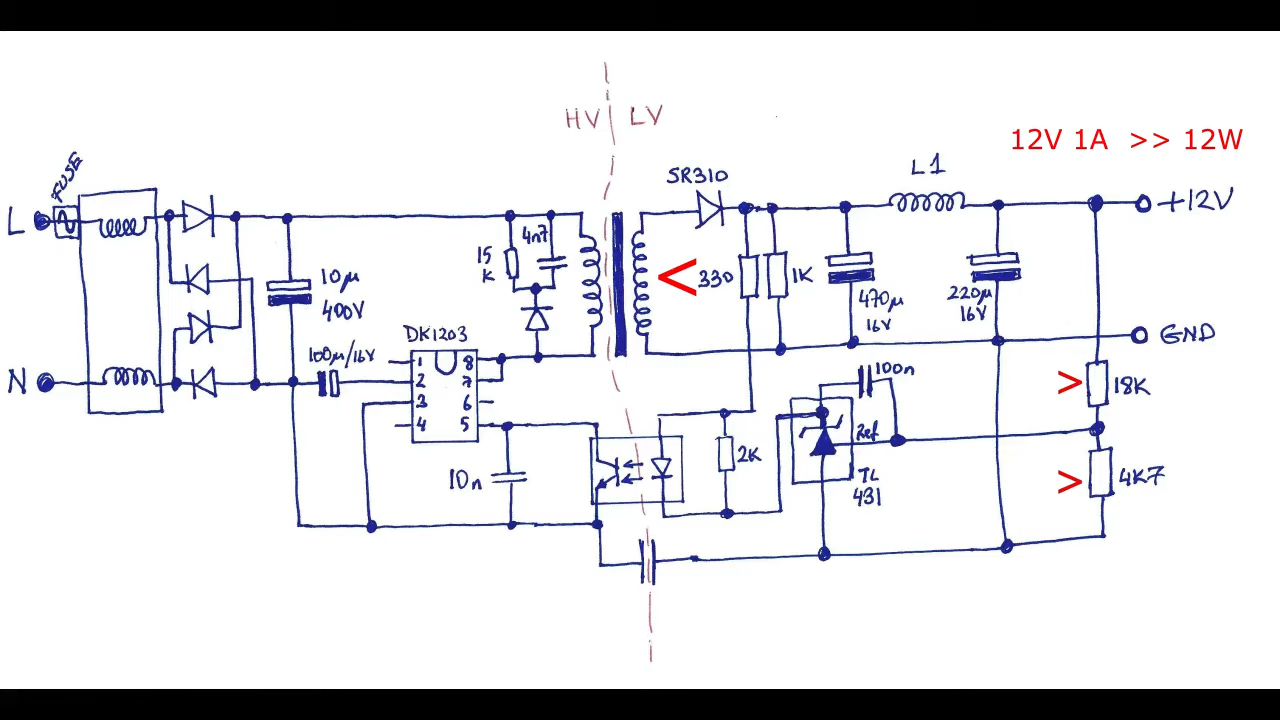 HV LV
12V 1A >> 12W
FUSE
L
SR310
L1
+12V
4n7
15
K
<
330
1K
10µ
400V
470µ
16V
220µ
16V
GND
DK1203
100µ/16V
1
2
3
4
8
7
6
5
N
100n
>
18K
Ref
2K
TL
431
10n
>
4K7